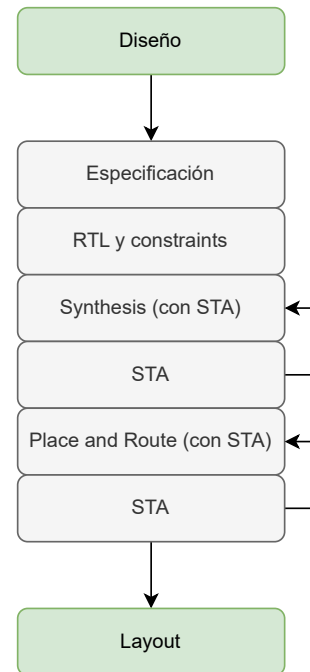 Diseño
Especificación
RTL y constraints
Synthesis (con STA)
STA
Place and Route (con STA)
STA
Layout